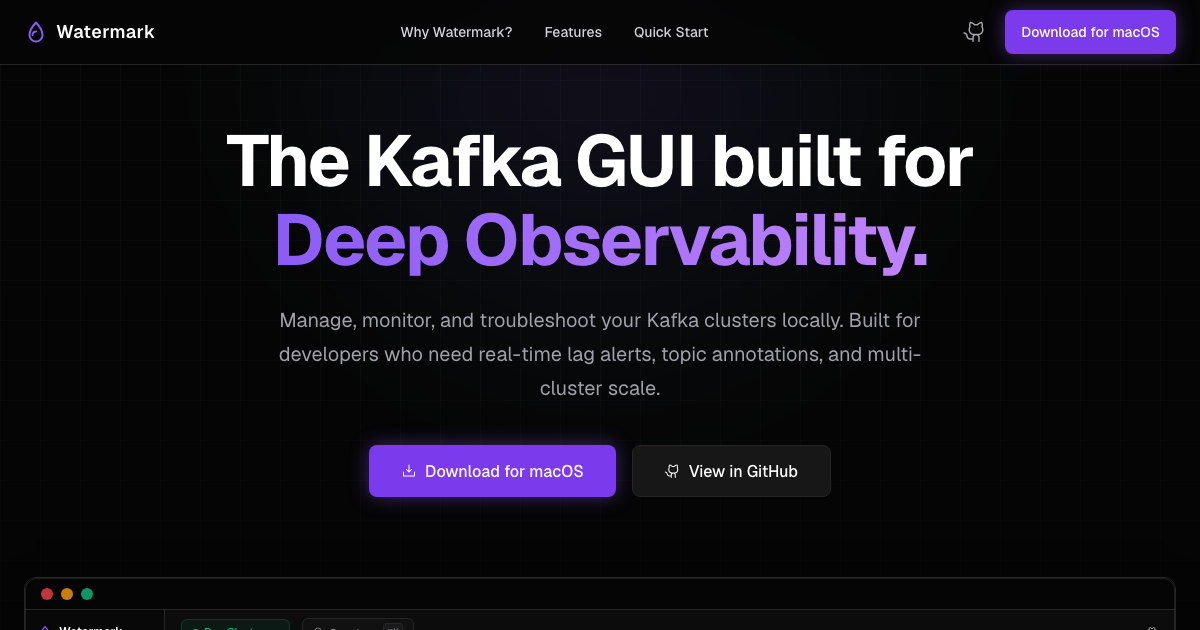 Watermark
Why Watermark?
Features
Quick Start
Download for macOS
The Kafka GUI built for
Deep Observability.
Manage, monitor, and troubleshoot your Kafka clusters locally. Built for
developers who need real-time lag alerts, topic annotations, and multi-
cluster scale.
Download for macOS
View in GitHub
Watermark